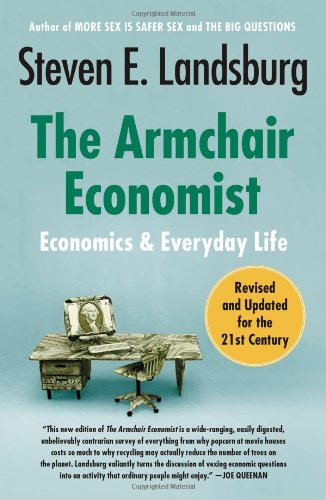 Author of MORE SEX IS SAFER SEX and THE BIG QUESTIONS
Steven E. Landsburg
The Armchair
Economist
Economics & Everyday Life
Revised
and Updated
for the
21st Century
"This new edition of The Armchair Economist is a wide-ranging, easily digested,
unbelievably contrarian survey of everything from why popcorn at movie houses
costs so much to why recycling may actually reduce the number of trees on
the planet. Landsburg valiantly turns the discussion of vexing economic questions
into an activity that ordinary people might enjoy." —JOE QUEENAN